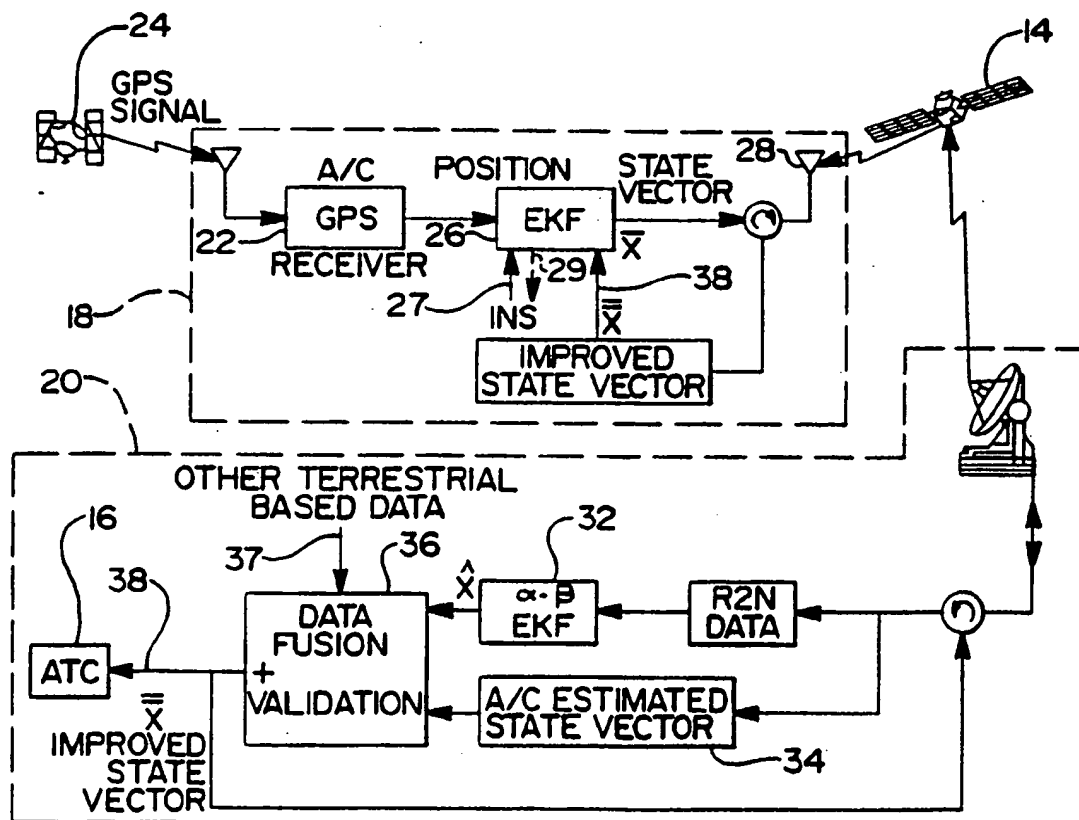 24
14
GPS
SIGNAL
A/C
POSITION
STATE
VECTOR
28
GPS
EKF
22
26
X̄
RECEIVER
29
27
38
18
INS
X̿
IMPROVED
STATE VECTOR
20
OTHER TERRESTRIAL
BASED DATA
16
37
36
32
38
X̂
α-β
EKF
R2N
DATA
DATA
FUSION
+
VALIDATION
ATC
A/C ESTIMATED
STATE VECTOR
34
X̿
IMPROVED
STATE
VECTOR